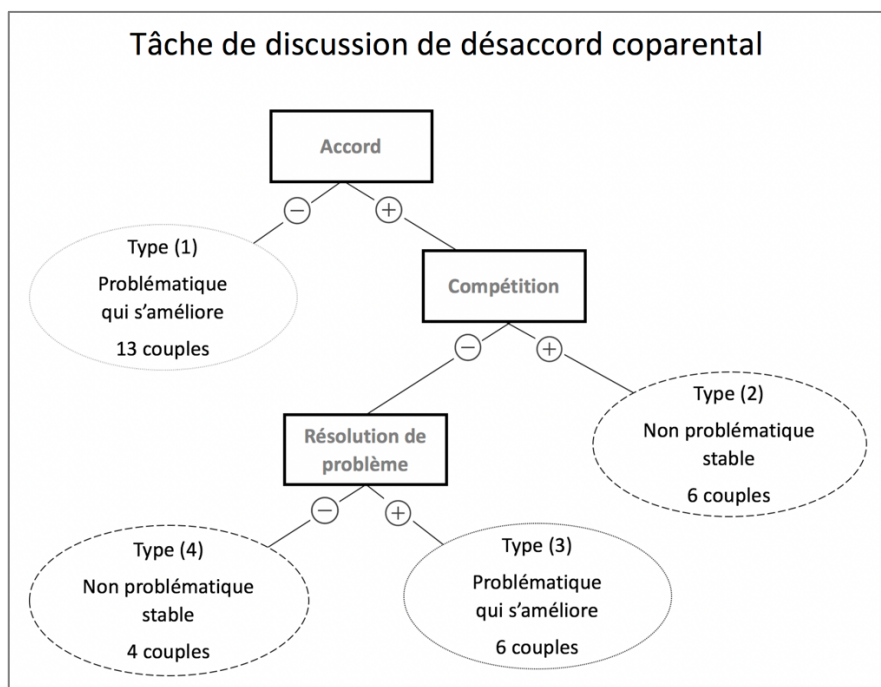 Tâche de discussion de désaccord coparental
Accord
−
+
Type (1)
Problématique
qui s’améliore
13 couples
Compétition
−
+
Type (2)
Non problématique
stable
6 couples
Résolution de
problème
−
+
Type (4)
Non problématique
stable
4 couples
Type (3)
Problématique
qui s’améliore
6 couples